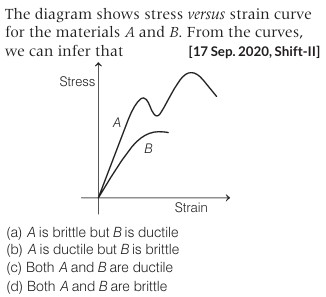 The diagram shows stress versus strain curve
for the materials A and B. From the curves,
we can infer that [17 Sep. 2020, Shift-II]
Stress
A
B
Strain
(a) A is brittle but B is ductile
(b) A is ductile but B is brittle
(c) Both A and B are ductile
(d) Both A and B are brittle